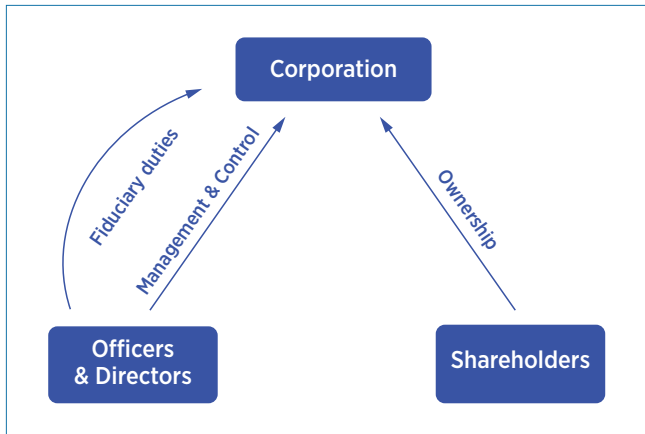 Corporation
Fiduciary duties
Management & Control
Ownership
Officers
& Directors
Shareholders